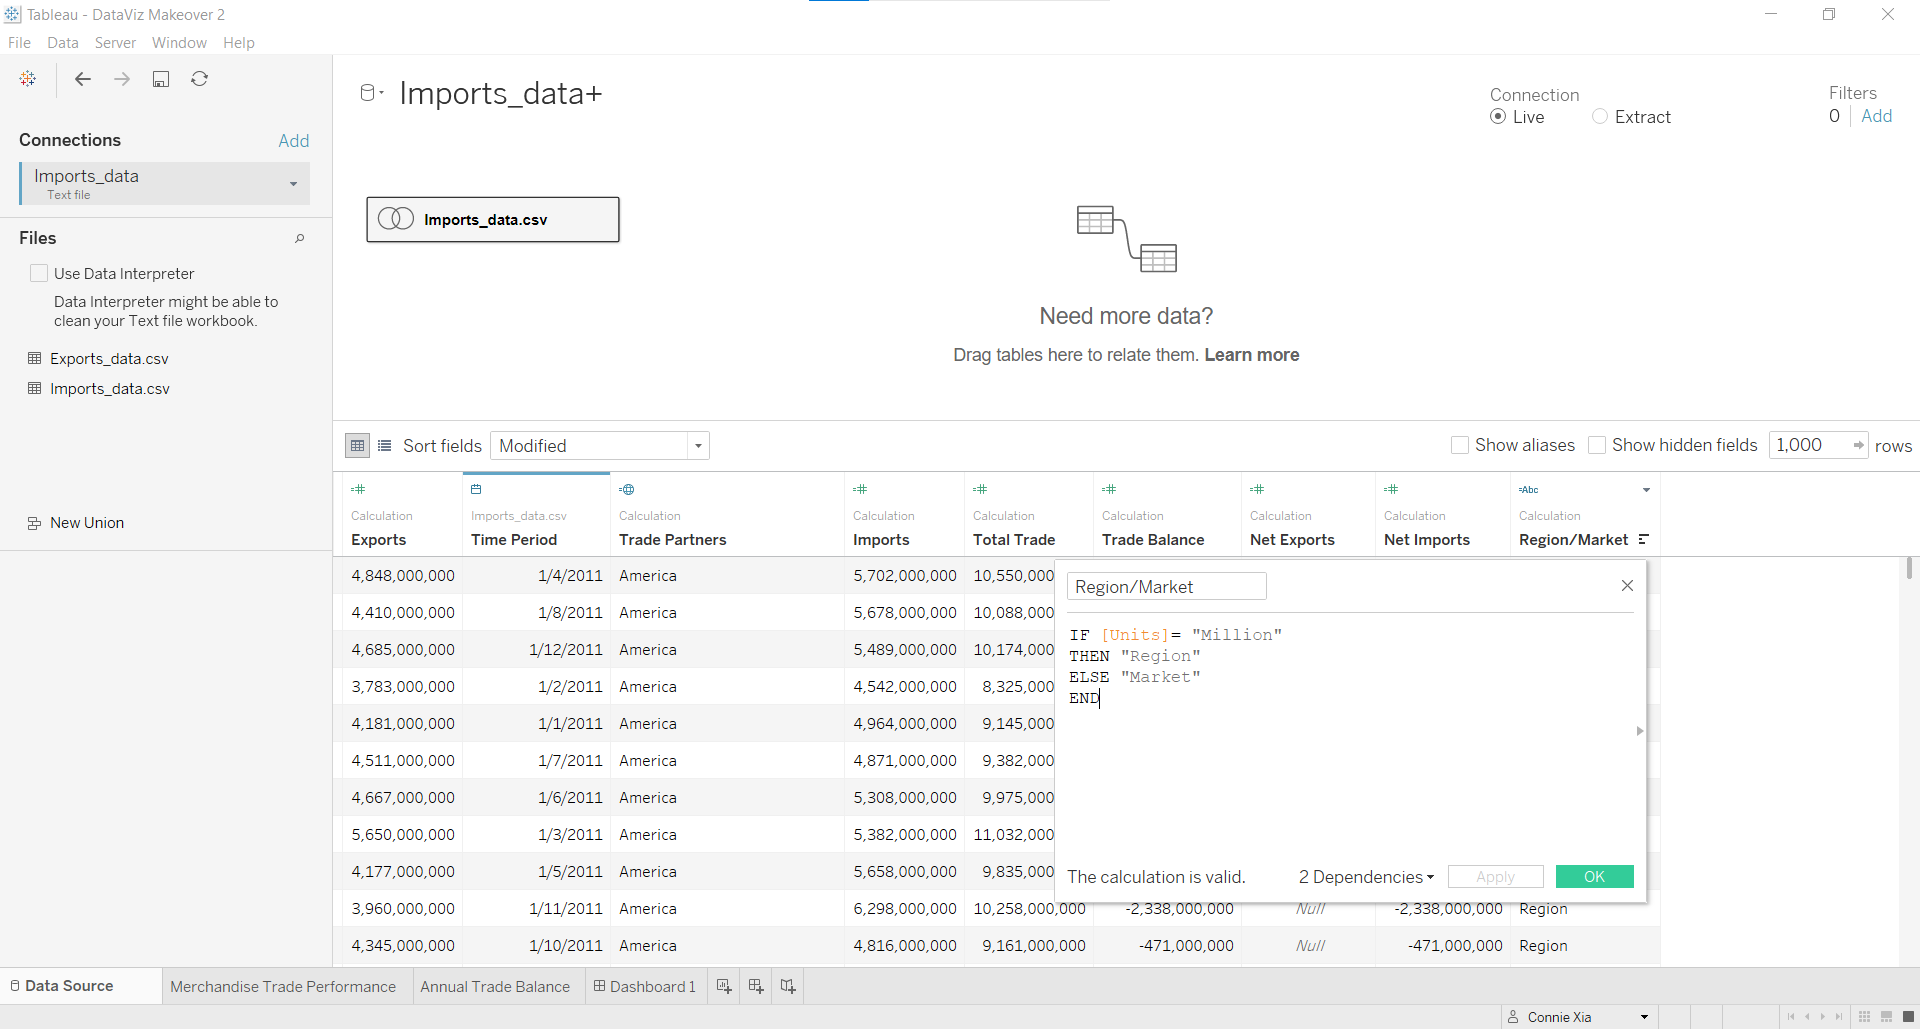 Tableau - DataViz Makeover 2
File Data Server Window Help
Connections Add
Imports_data
Text file
Files
Use Data Interpreter
Data Interpreter might be able to
clean your Text file workbook.
Exports_data.csv
Imports_data.csv
New Union
Imports_data+
Connection
Live Extract
Filters
0 Add
Imports_data.csv
Need more data?
Drag tables here to relate them. Learn more
Sort fields Modified Show aliases Show hidden fields 1,000 rows
Abc
Calculation Imports_data.csv Calculation Calculation Calculation Calculation Calculation Calculation Calculation
Exports Time Period Trade Partners Imports Total Trade Trade Balance Net Exports Net Imports Region/Market
4,848,000,000 1/4/2011 America 5,702,000,000 10,550,000
4,410,000,000 1/8/2011 America 5,678,000,000 10,088,000
4,685,000,000 1/12/2011 America 5,489,000,000 10,174,000
3,783,000,000 1/2/2011 America 4,542,000,000 8,325,000
4,181,000,000 1/1/2011 America 4,964,000,000 9,145,000
4,511,000,000 1/7/2011 America 4,871,000,000 9,382,000
4,667,000,000 1/6/2011 America 5,308,000,000 9,975,000
5,650,000,000 1/3/2011 America 5,382,000,000 11,032,000
4,177,000,000 1/5/2011 America 5,658,000,000 9,835,000
3,960,000,000 1/11/2011 America 6,298,000,000 10,258,000,000 -2,338,000,000 Null -2,338,000,000 Region
4,345,000,000 1/10/2011 America 4,816,000,000 9,161,000,000 -471,000,000 Null -471,000,000 Region
Region/Market
IF [Units]= "Million"
THEN "Region"
ELSE "Market"
END
The calculation is valid. 2 Dependencies Apply OK
Data Source Merchandise Trade Performance Annual Trade Balance Dashboard 1
Connie Xia